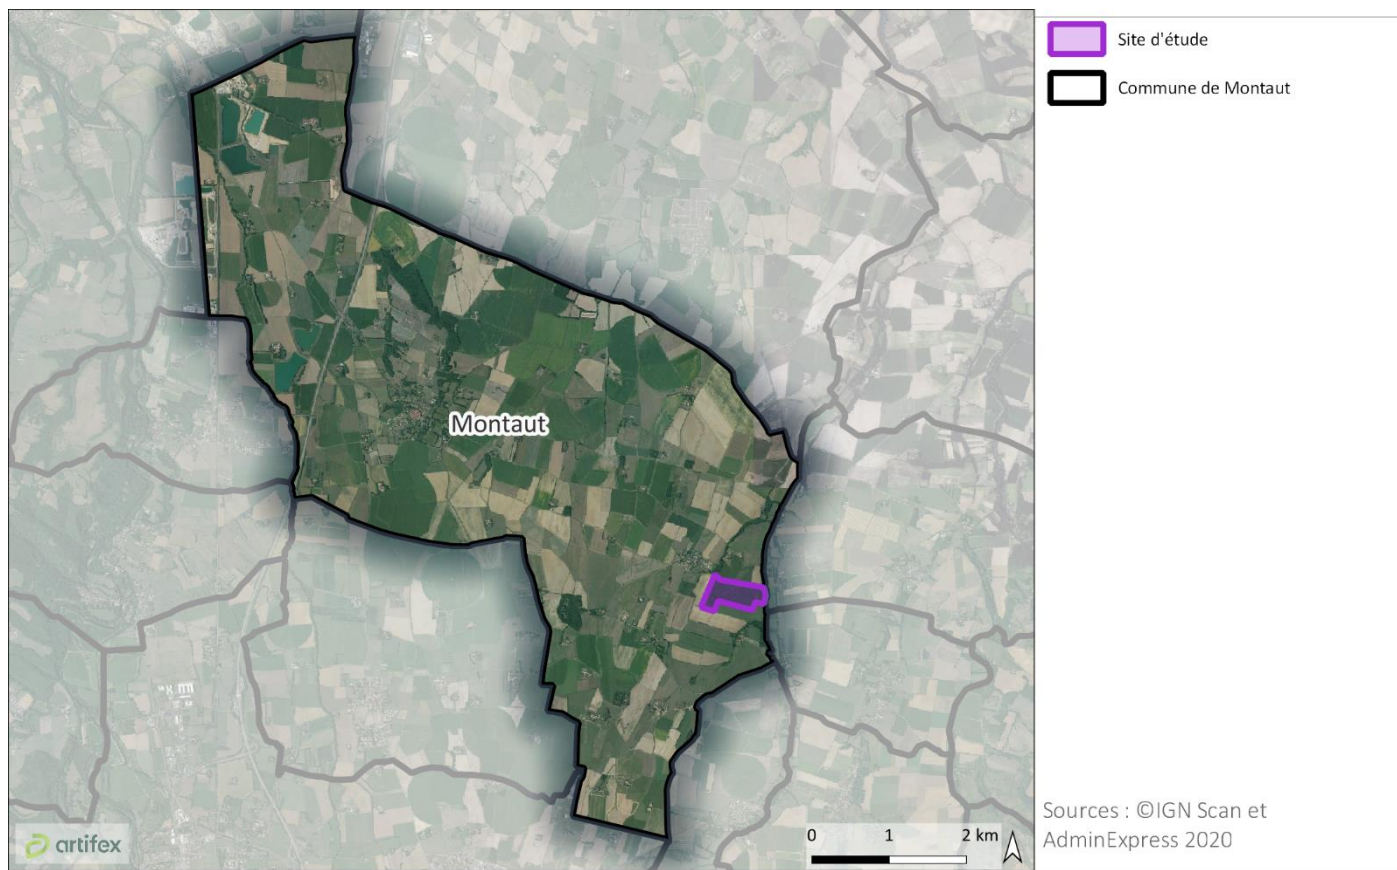 Site d'étude
Commune de Montaut
Montaut
Sources : ©IGN Scan et
AdminExpress 2020
0 1 2 km
artifex